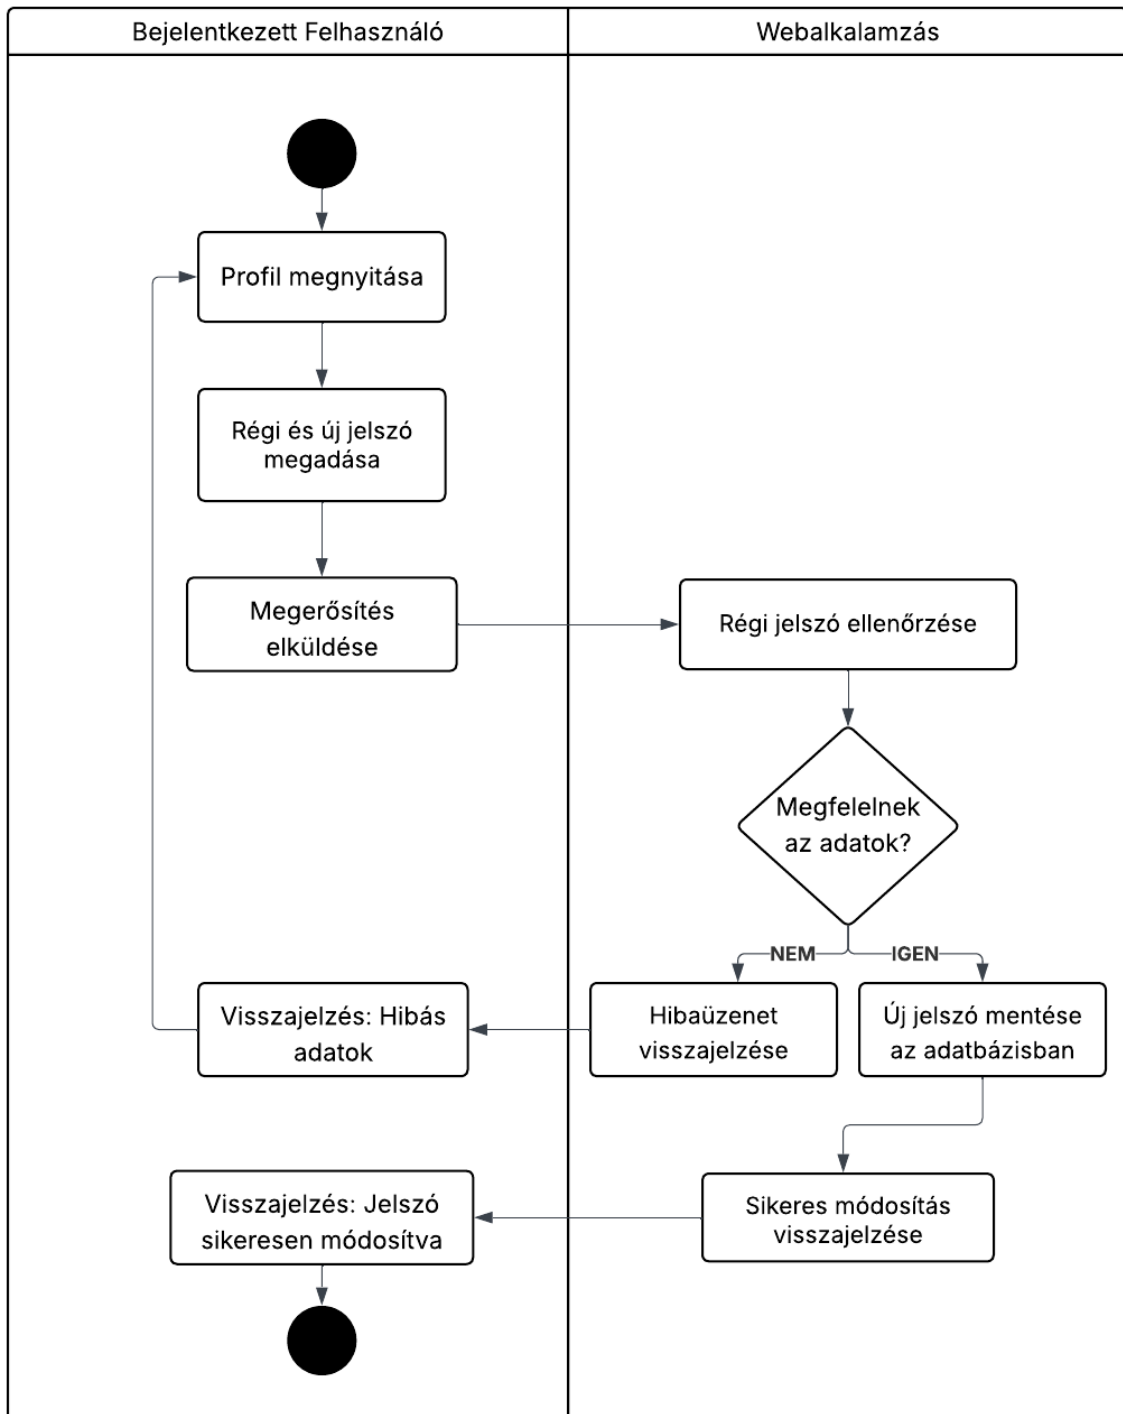 Bejelentkezett Felhasználó
Webalkalamzás
Profil megnyitása
Régi és új jelszó
megadása
Megerősítés
elküldése
Régi jelszó ellenőrzése
Megfelelnek
az adatok?
NEM
IGEN
Visszajelzés: Hibás
adatok
Hibaüzenet
visszajelzése
Új jelszó mentése
az adatbázisban
Visszajelzés: Jelszó
sikeresen módosítva
Sikeres módosítás
visszajelzése